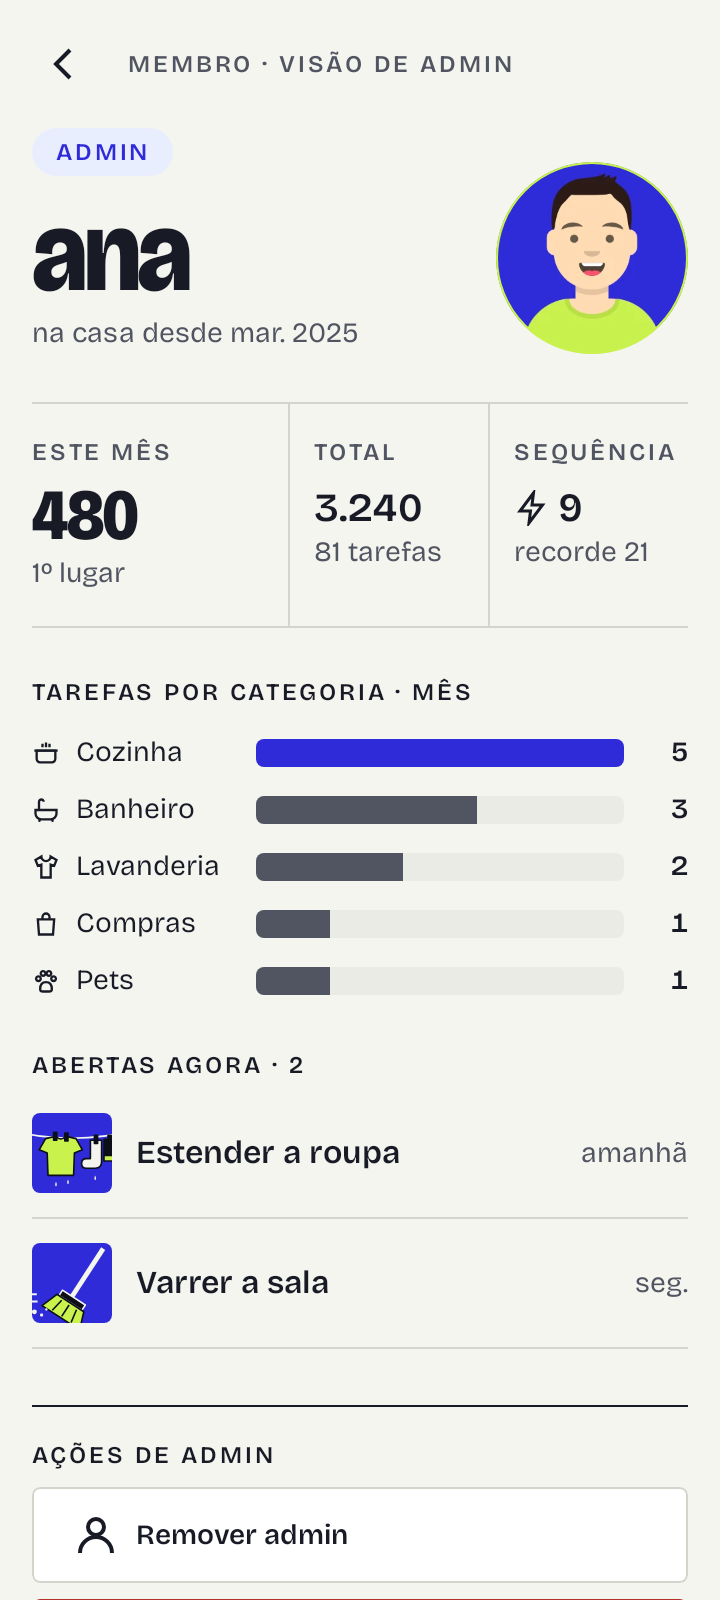 MEMBRO · VISÃO DE ADMIN
ADMIN
ana
na casa desde mar. 2025
ESTE MÊS
480
1º lugar
TOTAL
3.240
81 tarefas
SEQUÊNCIA
9
recorde 21
TAREFAS POR CATEGORIA · MÊS
Cozinha 5
Banheiro 3
Lavanderia 2
Compras 1
Pets 1
ABERTAS AGORA · 2
Estender a roupa amanhã
Varrer a sala seg.
AÇÕES DE ADMIN
Remover admin